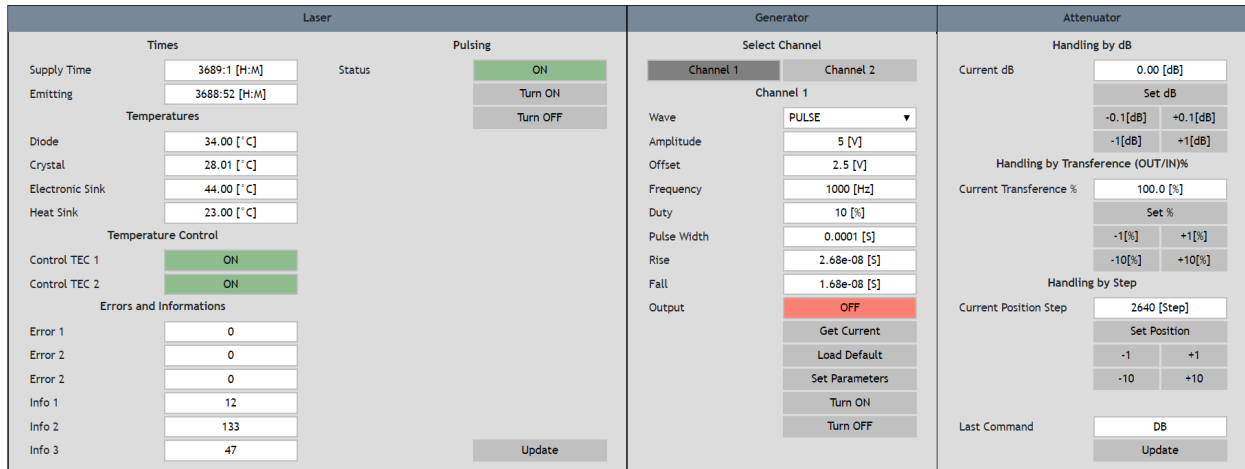 Laser
Times Pulsing
Supply Time 3689:1 [H:M] Status ON
Emitting 3688:52 [H:M] Turn ON
Temperatures Turn OFF
Diode 34.00 [°C]
Crystal 28.01 [°C]
Electronic Sink 44.00 [°C]
Heat Sink 23.00 [°C]
Temperature Control
Control TEC 1 ON
Control TEC 2 ON
Errors and Informations
Error 1 0
Error 2 0
Error 2 0
Info 1 12
Info 2 133
Info 3 47 Update
Generator
Select Channel
Channel 1 Channel 2
Channel 1
Wave PULSE ▼
Amplitude 5 [V]
Offset 2.5 [V]
Frequency 1000 [Hz]
Duty 10 [%]
Pulse Width 0.0001 [S]
Rise 2.68e-08 [S]
Fall 1.68e-08 [S]
Output OFF
Get Current
Load Default
Set Parameters
Turn ON
Turn OFF
Attenuator
Handling by dB
Current dB 0.00 [dB]
Set dB
-0.1[dB] +0.1[dB]
-1[dB] +1[dB]
Handling by Transference (OUT/IN)%
Current Transference % 100.0 [%]
Set %
-1[%] +1[%]
-10[%] +10[%]
Handling by Step
Current Position Step 2640 [Step]
Set Position
-1 +1
-10 +10
Last Command DB
Update